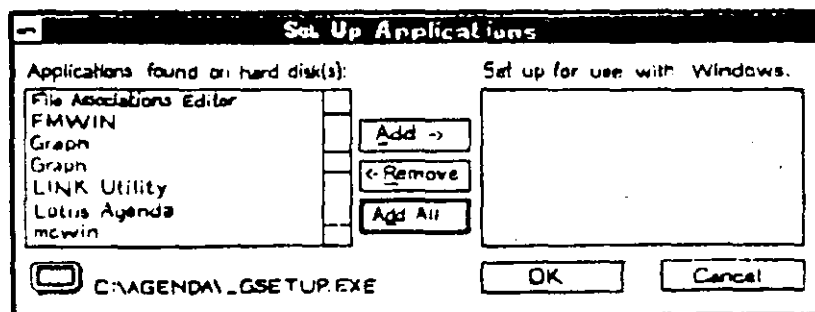 Set Up Applications
Applications found on hard disk(s):
Set up for use with Windows.
File Associations Editor
FMWIN
Graph
Graph
LINK Utility
Lotus Agenda
mcwin
Add ->
<- Remove
Add All
C:\AGENDA\_GSETUP.EXE
OK
Cancel